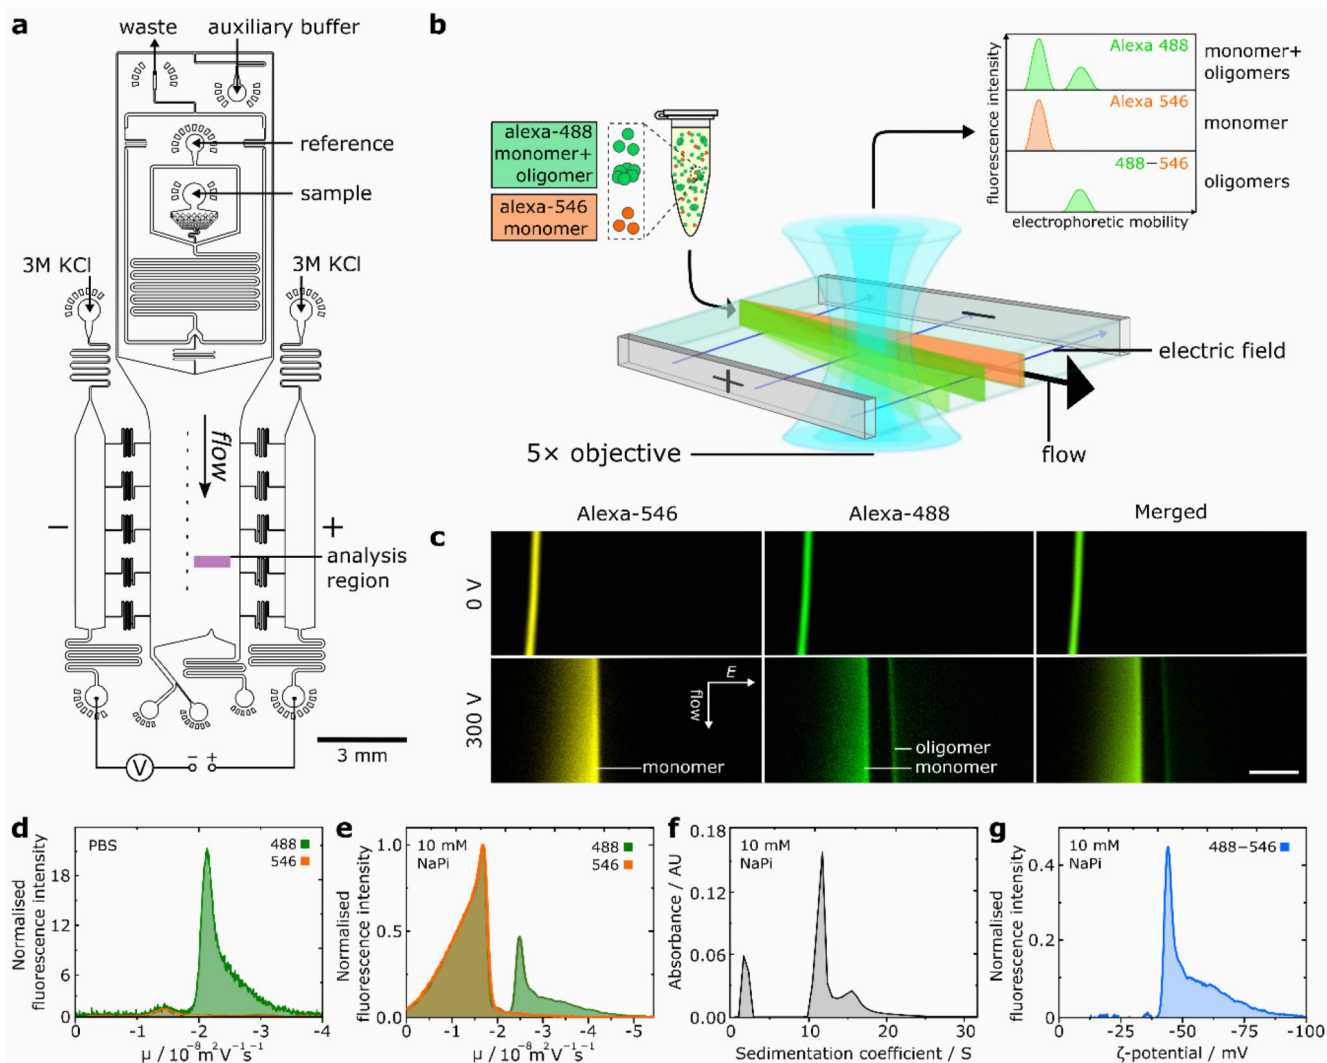 a
waste
auxiliary buffer
reference
sample
3M KCl
3M KCl
flow
−
+
analysis
region
3 mm
V
− +
b
alexa-488
monomer+
oligomer
alexa-546
monomer
fluorescence intensity
Alexa 488
monomer+
oligomers
Alexa 546
monomer
488−546
oligomers
electrophoretic mobility
−
+
electric field
flow
5× objective
c
Alexa-546
Alexa-488
Merged
0 V
300 V
E
flow
monomer
oligomer
monomer
d
PBS
488
546
Normalised
fluorescence intensity
18
12
6
0
0 -1 -2 -3 -4
μ / 10⁻⁸m²V⁻¹⁻s¹
e
10 mM
NaPi
488
546
Normalised
fluorescence intensity
1.0
0.5
0.0
0 -1 -2 -3 -4 -5
μ / 10⁻⁸m²V⁻¹⁻s¹
f
10 mM
NaPi
Absorbance / AU
0.18
0.12
0.06
0.00
0 10 20 30
Sedimentation coefficient / S
g
10 mM
NaPi
488−546
Normalised
fluorescence intensity
0.4
0.2
0
0 -25 -50 -75 -100
ζ-potential / mV